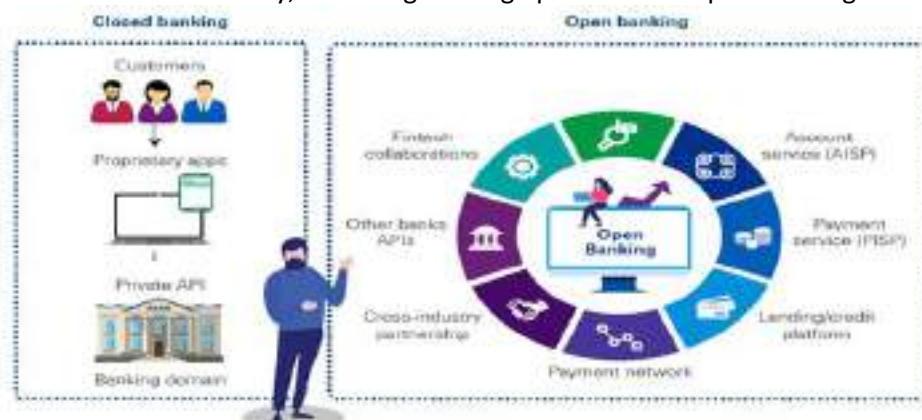 Closed banking
Open banking
Customers
Proprietary apps
Private API
Banking domain
Fintech
collaborations
Account
service (AISP)
Other banks
APIs
Open
Banking
Payment
service (PISP)
Cross-industry
partnership
Lending/credit
platform
Payment network